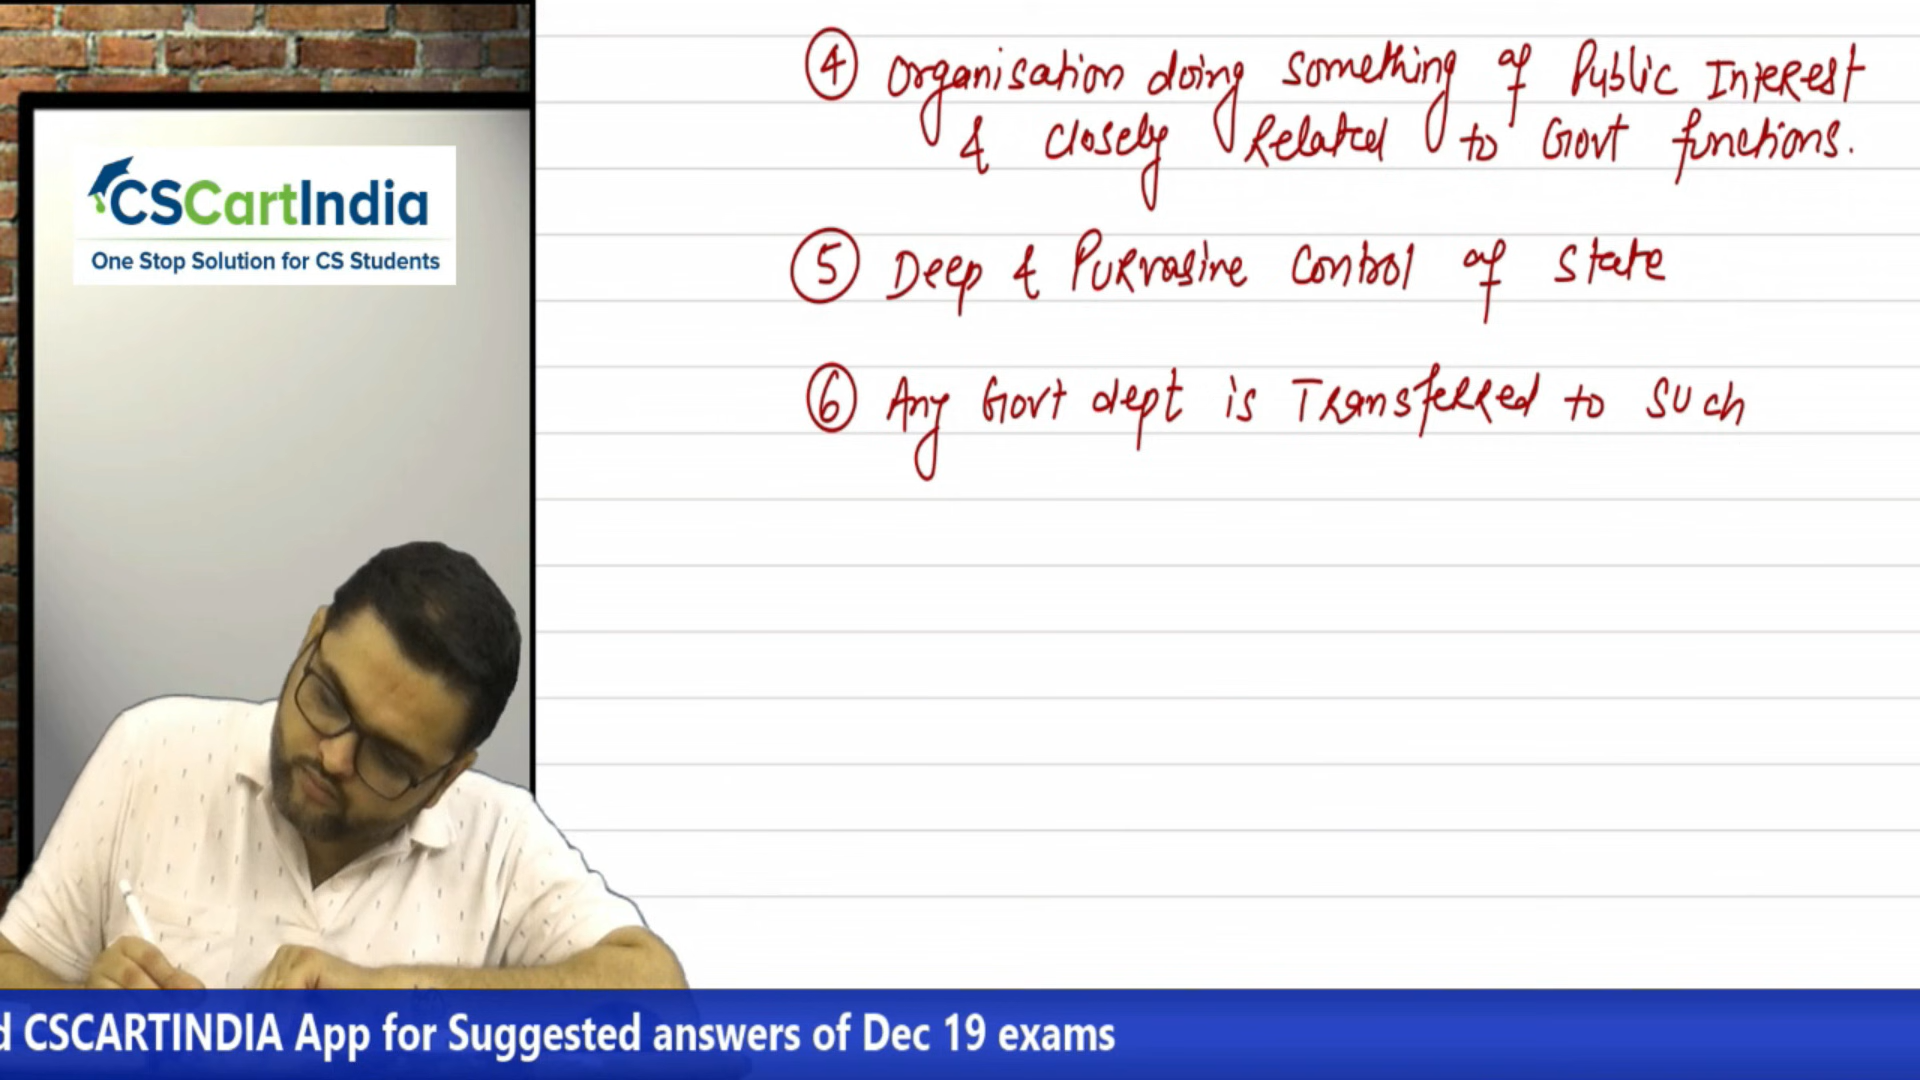 CSCartIndia
One Stop Solution for CS Students
④ Organisation doing something of Public Interest
& closely Related to Govt functions.
⑤ Deep & Purvasive Control of State
⑥ Any Govt dept is Transferred to such
d CSCARTINDIA App for Suggested answers of Dec 19 exams